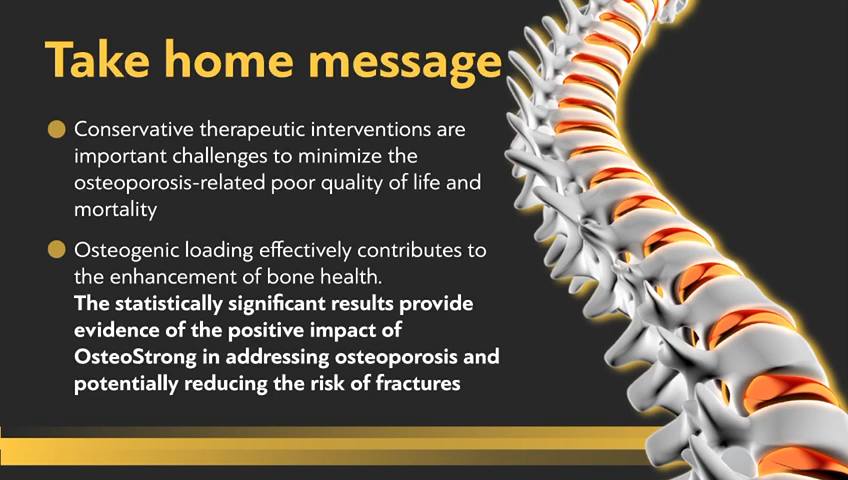 Take home message
Conservative therapeutic interventions are
important challenges to minimize the
osteoporosis-related poor quality of life and
mortality
Osteogenic loading effectively contributes to
the enhancement of bone health.
The statistically significant results provide
evidence of the positive impact of
OsteoStrong in addressing osteoporosis and
potentially reducing the risk of fractures